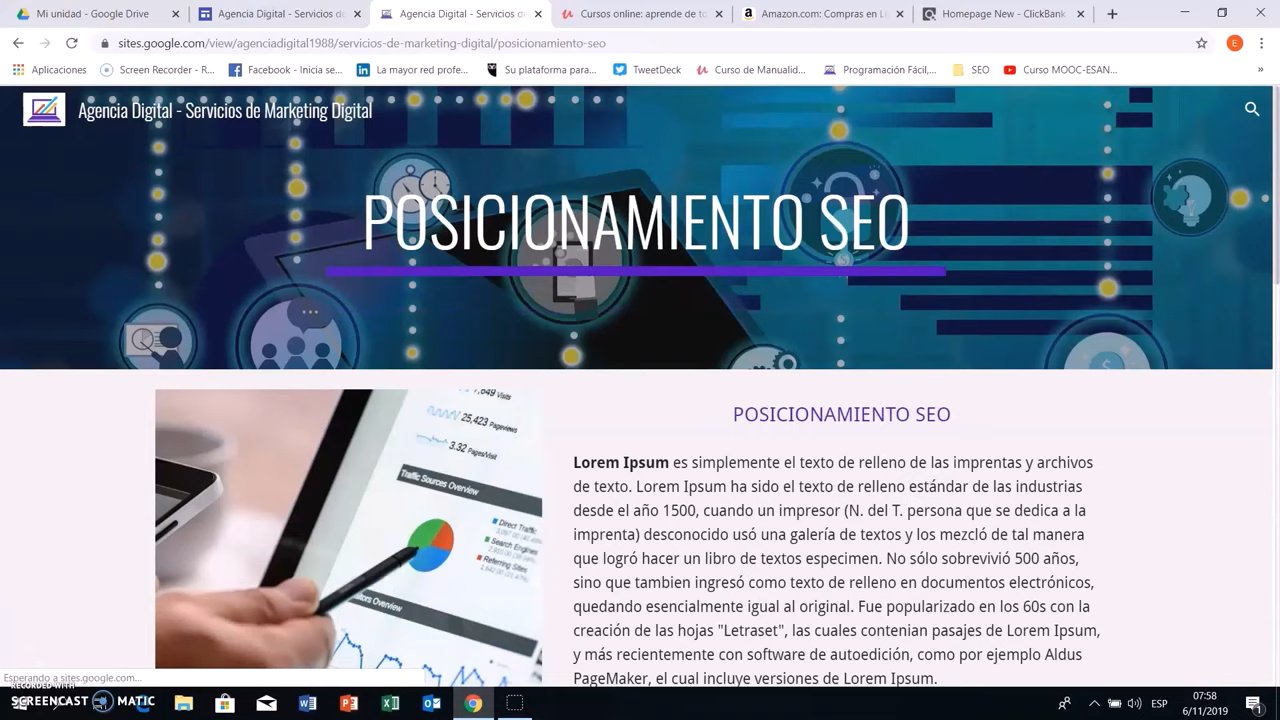 Mi unidad - Google Drive
Agencia Digital - Servicios de
Agencia Digital - Servicios de
Cursos online: aprende de to
Amazon.com: Compras en Lí
Homepage New - ClickBank
sites.google.com/view/agenciadigital1988/servicios-de-marketing-digital/posicionamiento-seo
E
Aplicaciones
Screen Recorder - R...
Facebook - Inicia se...
La mayor red profe...
Su plataforma para...
TweetDeck
Curso de Manualid...
Programación Fácil,...
SEO
Curso MOOC-ESAN...
»
Agencia Digital - Servicios de Marketing Digital
POSICIONAMIENTO SEO
7,649 Visits
25,423 Pageviews
3.32 Pages/Visit
Traffic Sources Overview
Direct Traffic
Search Engines
Referring Sites
POSICIONAMIENTO SEO
Lorem Ipsum es simplemente el texto de relleno de las imprentas y archivos
de texto. Lorem Ipsum ha sido el texto de relleno estándar de las industrias
desde el año 1500, cuando un impresor (N. del T. persona que se dedica a la
imprenta) desconocido usó una galería de textos y los mezcló de tal manera
que logró hacer un libro de textos especimen. No sólo sobrevivió 500 años,
sino que tambien ingresó como texto de relleno en documentos electrónicos,
quedando esencialmente igual al original. Fue popularizado en los 60s con la
creación de las hojas "Letraset", las cuales contenian pasajes de Lorem Ipsum,
y más recientemente con software de autoedición, como por ejemplo Aldus
PageMaker, el cual incluye versiones de Lorem Ipsum.
Esperando a sites.google.com...
RECORDED WITH
SCREENCAST MATIC
ESP
07:58
6/11/2019
1